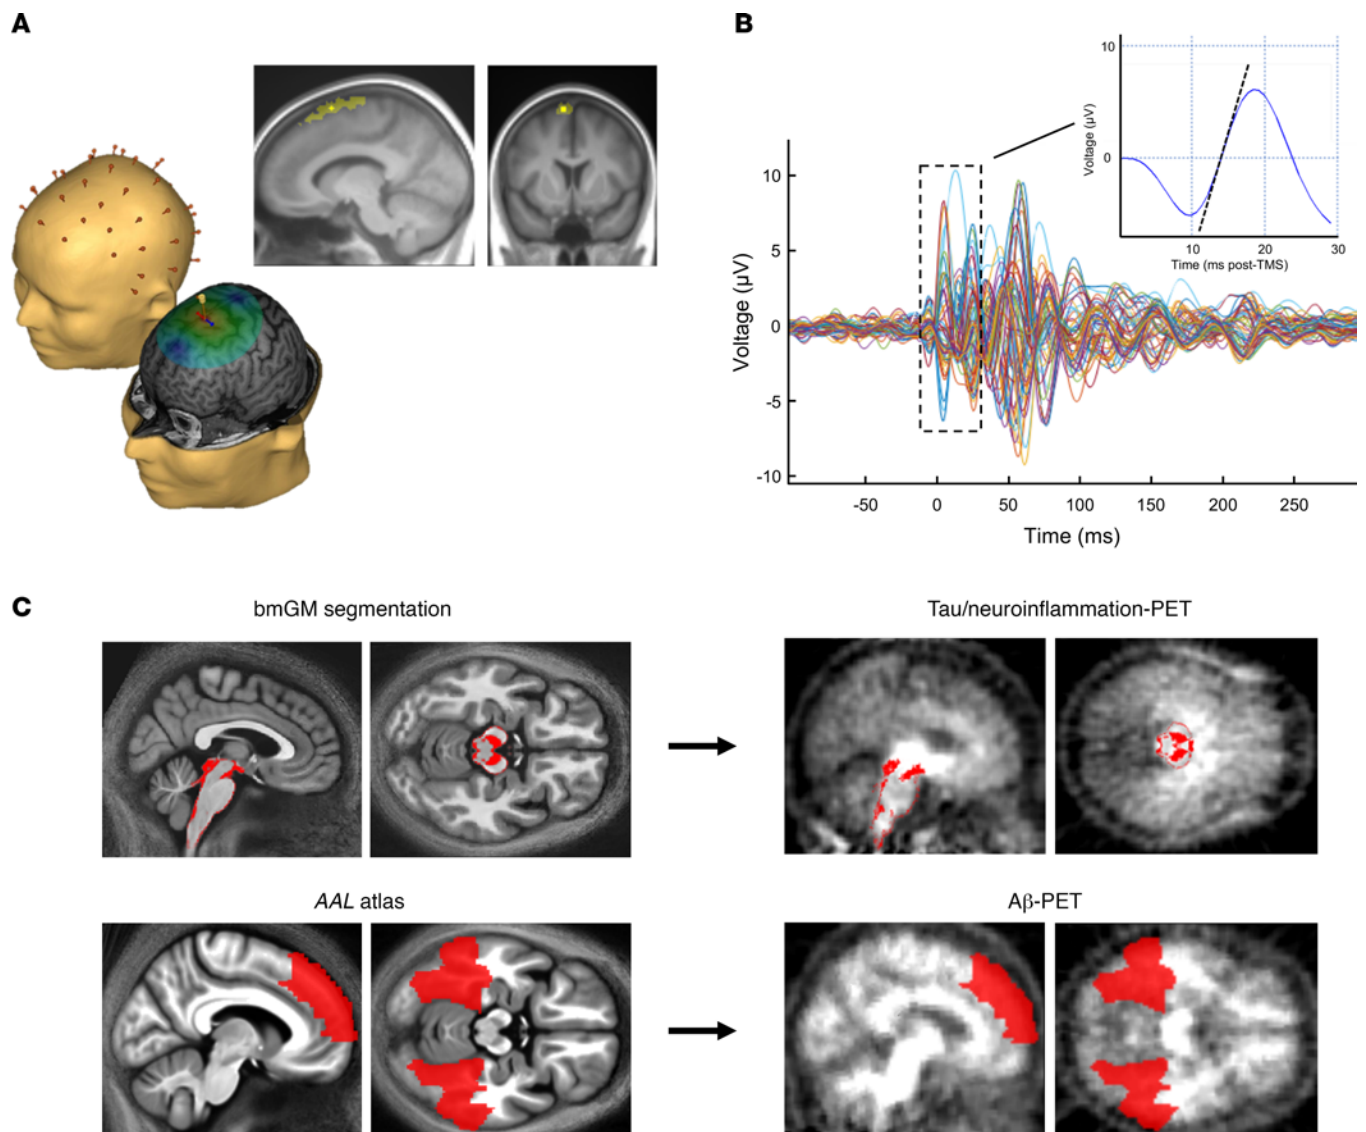 A
B
10
0
Voltage (µV)
10
20
30
Time (ms post-TMS)
10
5
0
-5
-10
Voltage (µV)
-50
0
50
100
150
200
250
Time (ms)
C
bmGM segmentation
Tau/neuroinflammation-PET
AAL atlas
Aβ-PET